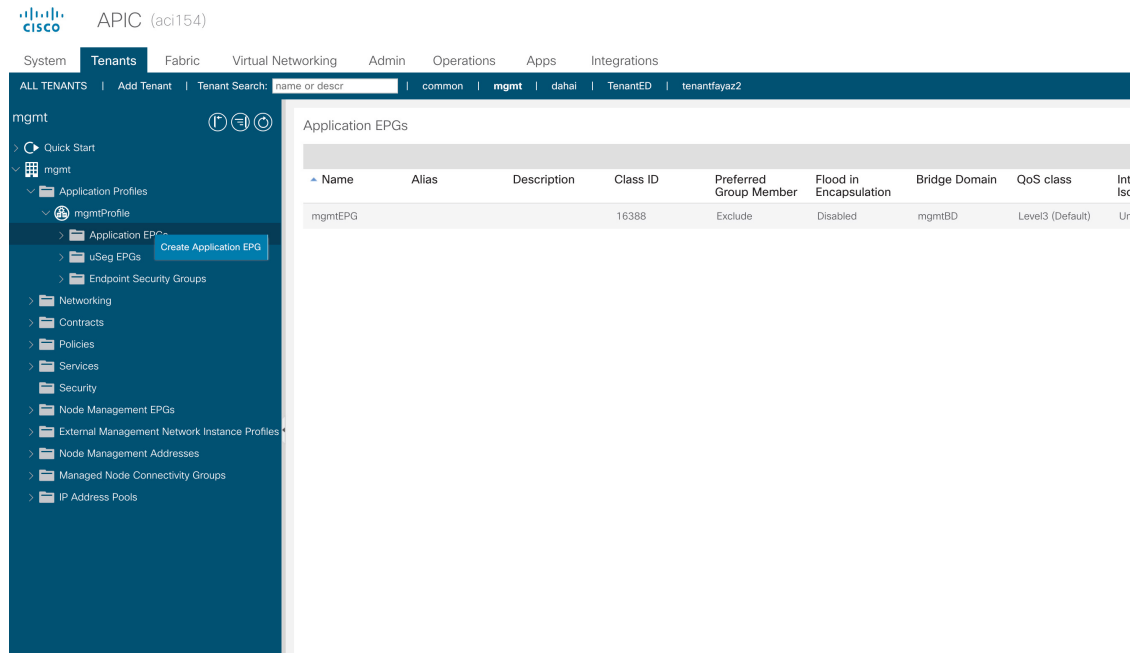 CISCO
APIC (aci154)
System Tenants Fabric Virtual Networking Admin Operations Apps Integrations
ALL TENANTS | Add Tenant | Tenant Search: name or descr | common | mgmt | dahai | TenantED | tenantfayaz2
mgmt
Quick Start
mgmt
Application Profiles
mgmtProfile
Application
Create Application EPG
uSeg EPGs
Endpoint Security Groups
Networking
Contracts
Policies
Services
Security
Node Management EPGs
External Management Network Instance Profiles
Node Management Addresses
Managed Node Connectivity Groups
IP Address Pools
Application EPGs
Name Alias Description Class ID Preferred Flood in Bridge Domain QoS class
Group Member Encapsulation
mgmtEPG 16388 Exclude Disabled mgmtBD Level3 (Default)